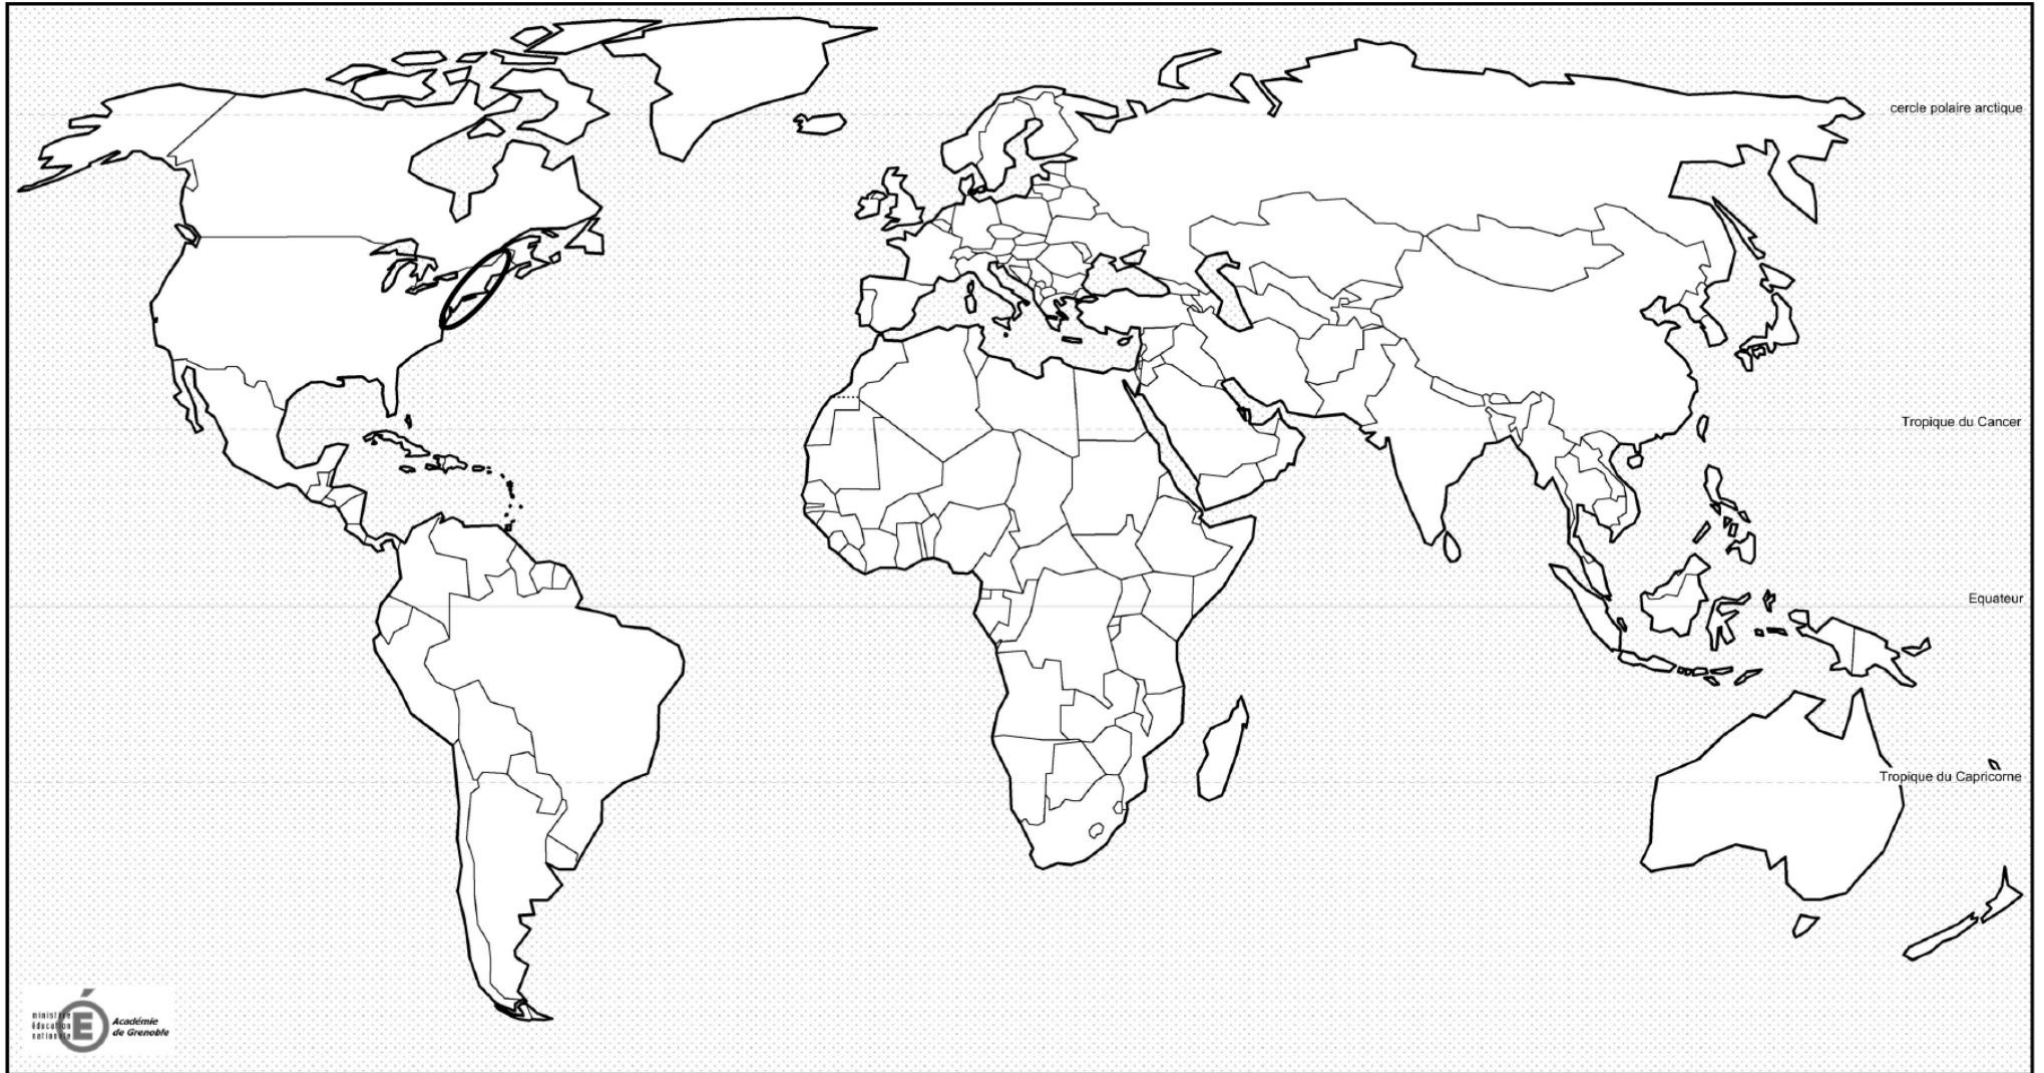 cercle polaire arctique
Tropique du Cancer
Equateur
Tropique du Capricorne
É
Académie
de Grenoble